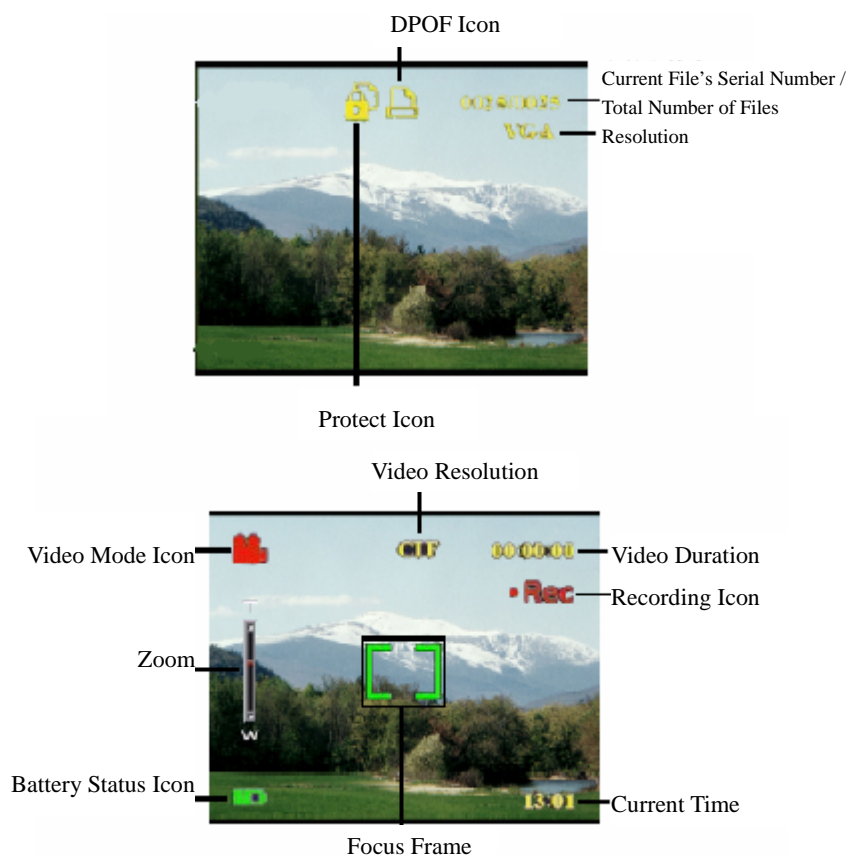 DPOF Icon
Current File's Serial Number /
Total Number of Files
VGA
Resolution
Protect Icon
Video Resolution
Video Mode Icon
CIF
00:00:01
Video Duration
Rec
Recording Icon
T
Zoom
W
Battery Status Icon
13:01
Current Time
Focus Frame